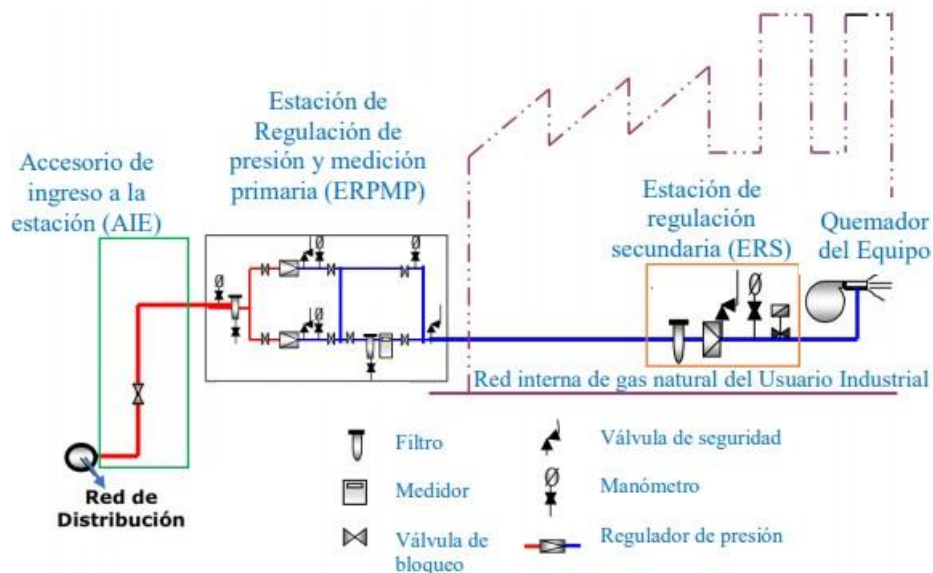 Estación de
Regulación de
presión y medición
primaria (ERPMP)
Accesorio de
ingreso a la
estación (AIE)
Estación de
regulación
secundaria (ERS)
Quemador
del Equipo
Red interna de gas natural del Usuario Industrial
Red de
Distribución
Filtro
Medidor
Válvula de
bloqueo
Válvula de seguridad
Manómetro
Regulador de presión